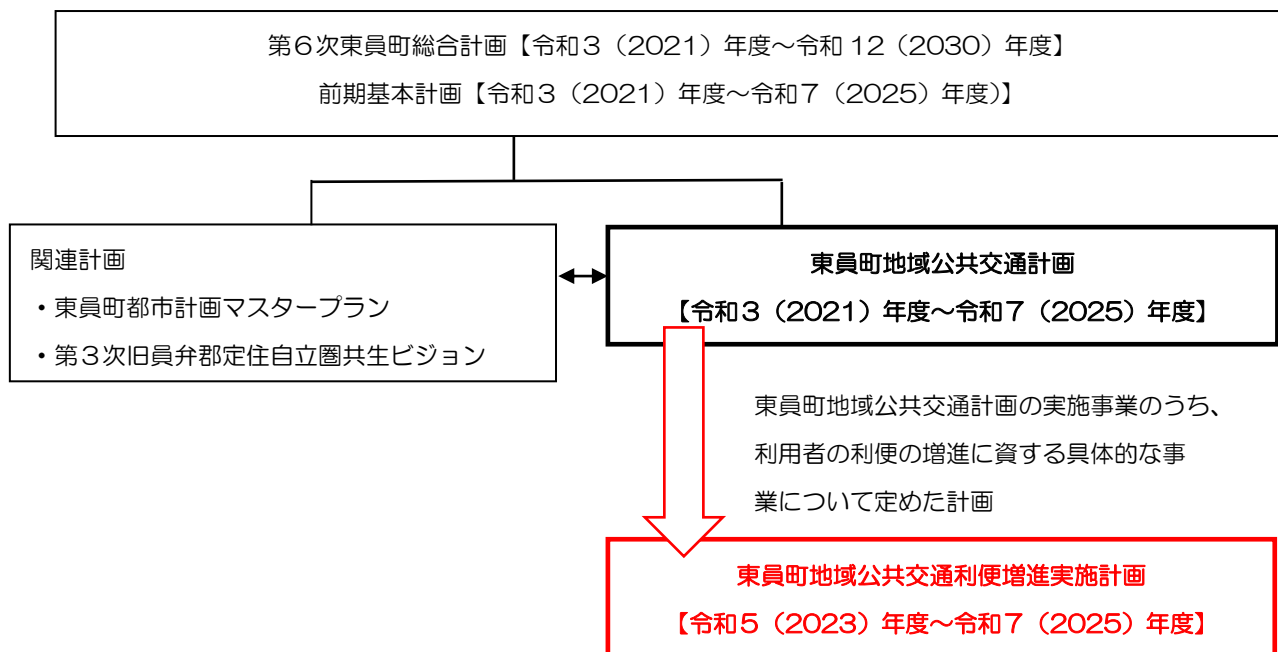 第６次東員町総合計画【令和３（2021）年度～令和 12（2030）年度】
前期基本計画【令和３（2021）年度～令和７（2025）年度)】
関連計画
・東員町都市計画マスタープラン
・第３次旧員弁郡定住自立圏共生ビジョン
東員町地域公共交通計画
【令和３（2021）年度～令和７（2025）年度】
東員町地域公共交通計画の実施事業のうち、
利用者の利便の増進に資する具体的な事
業について定めた計画
東員町地域公共交通利便増進実施計画
【令和５（2023）年度～令和７（2025）年度】